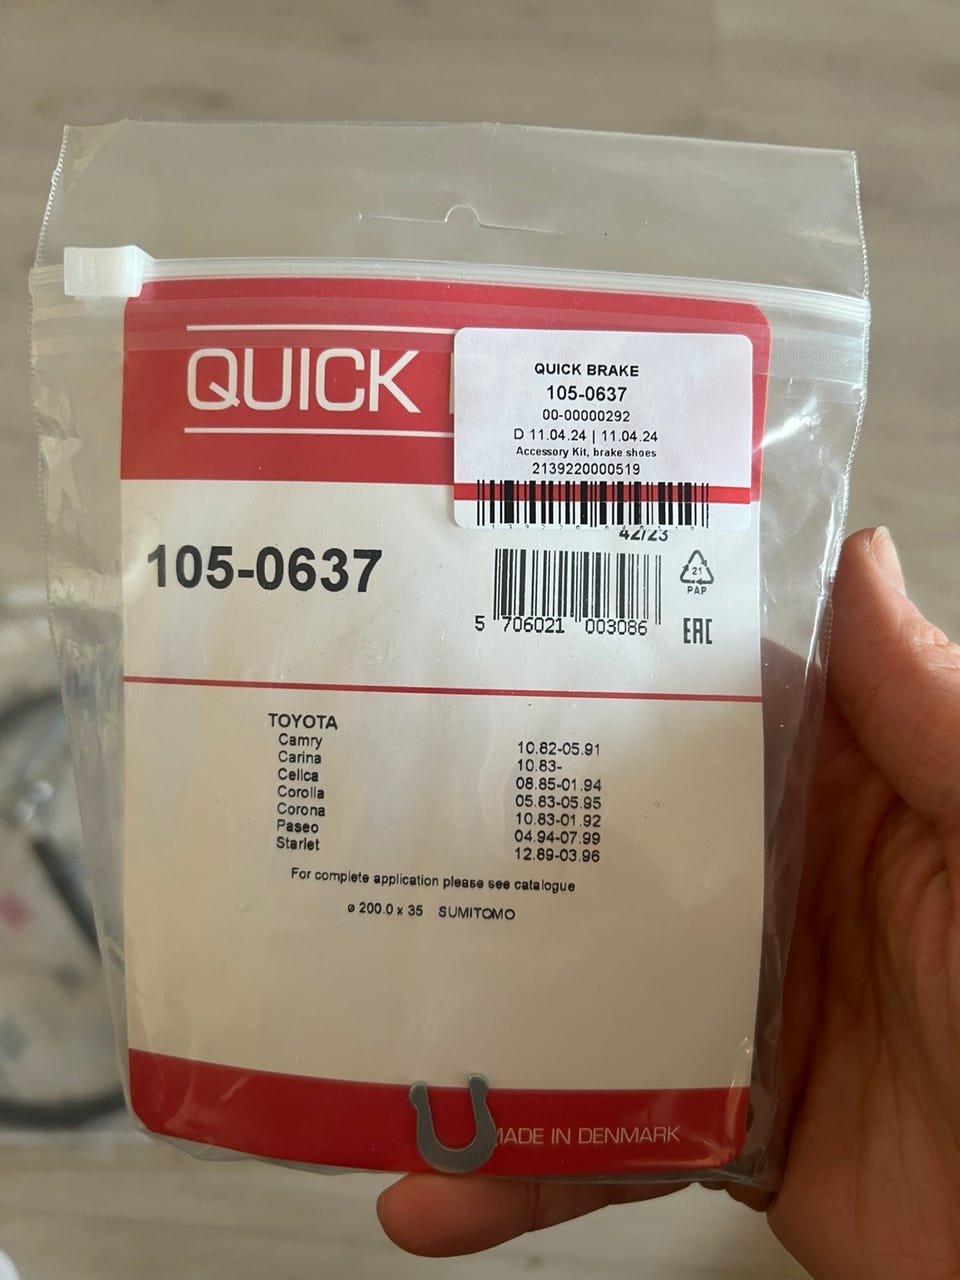 QUICK
QUICK BRAKE
105-0637
00-00000292
D 11.04.24 | 11.04.24
Accessory Kit, brake shoes
2139220000519
42/23
105-0637
5 706021 003086
21
PAP
EAC
TOYOTA
Camry 10.82-05.91
Carina 10.83-
Celica 08.85-01.94
Corolla 05.83-05.95
Corona 10.83-01.92
Paseo 04.94-07.99
Starlet 12.89-03.96
For complete application please see catalogue
ø 200.0 x 35 SUMITOMO
MADE IN DENMARK